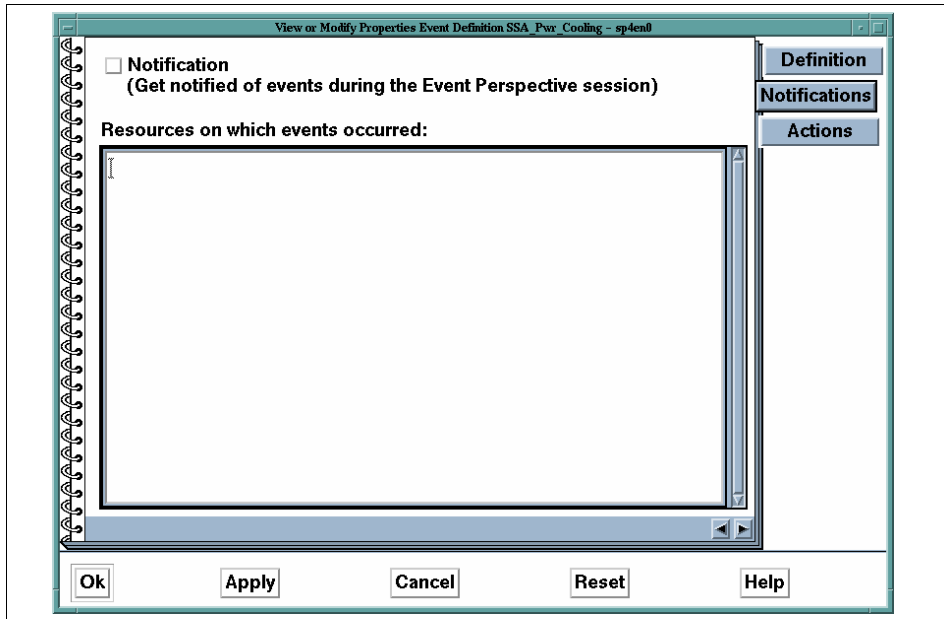 View or Modify Properties Event Definition SSA_Pwr_Cooling - sp4en0
Notification
(Get notified of events during the Event Perspective session)
Resources on which events occurred:
Definition
Notifications
Actions
Ok Apply Cancel Reset Help